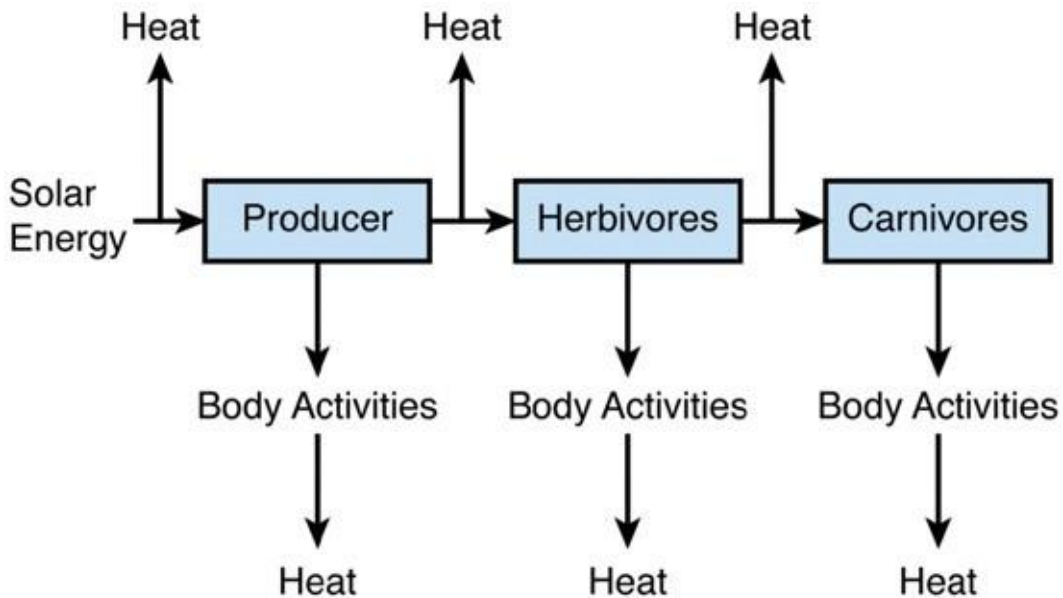 Heat
Heat
Heat
Solar
Energy
Producer
Herbivores
Carnivores
Body Activities
Body Activities
Body Activities
Heat
Heat
Heat